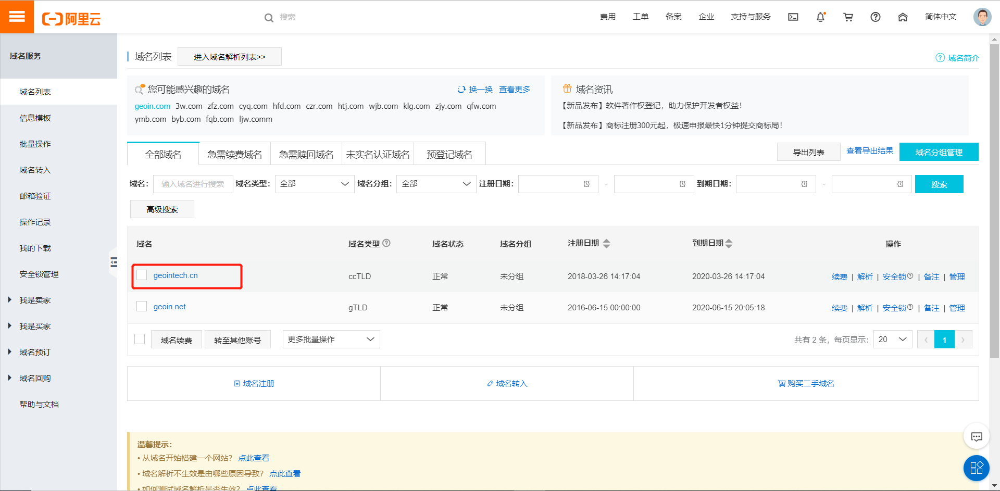 阿里云
搜索
费用 工单 备案 企业 支持与服务 简体中文
域名服务
域名列表
信息模板
批量操作
域名转入
邮箱验证
操作记录
我的下载
安全锁管理
我是卖家
我是买家
域名预订
域名回购
帮助与文档
域名列表 进入域名解析列表>>
域名简介
您可能感兴趣的域名 换一换 查看更多
geoin.com 3w.com zfz.com cyq.com hfd.com czr.com htj.com wjb.com klg.com zjy.com qfw.com
ymb.com byb.com fqb.com ljw.comm
域名资讯
【新品发布】软件著作权登记，助力保护开发者权益！
【新品发布】商标注册300元起，极速申报最快1分钟提交商标局！
全部域名 急需续费域名 急需赎回域名 未实名认证域名 预登记域名
导出列表 查看导出结果 域名分组管理
域名： 输入域名进行搜索 域名类型： 全部 域名分组： 全部 注册日期： - 到期日期： - 搜索
高级搜索
域名 域名类型 域名状态 域名分组 注册日期 到期日期 操作
geointech.cn ccTLD 正常 未分组 2018-03-26 14:17:04 2020-03-26 14:17:04 续费 | 解析 | 安全锁 | 备注 | 管理
geoin.net gTLD 正常 未分组 2016-06-15 00:00:00 2020-06-15 20:05:18 续费 | 解析 | 安全锁 | 备注 | 管理
域名续费 转至其他账号 更多批量操作 共有 2 条，每页显示： 20 ‹ 1 ›
域名注册 域名转入 购买二手域名
温馨提示：
• 从域名开始搭建一个网站？ 点此查看
• 域名解析不生效是由哪些原因导致？ 点此查看
• 如何测试域名解析是否生效？ 点此查看